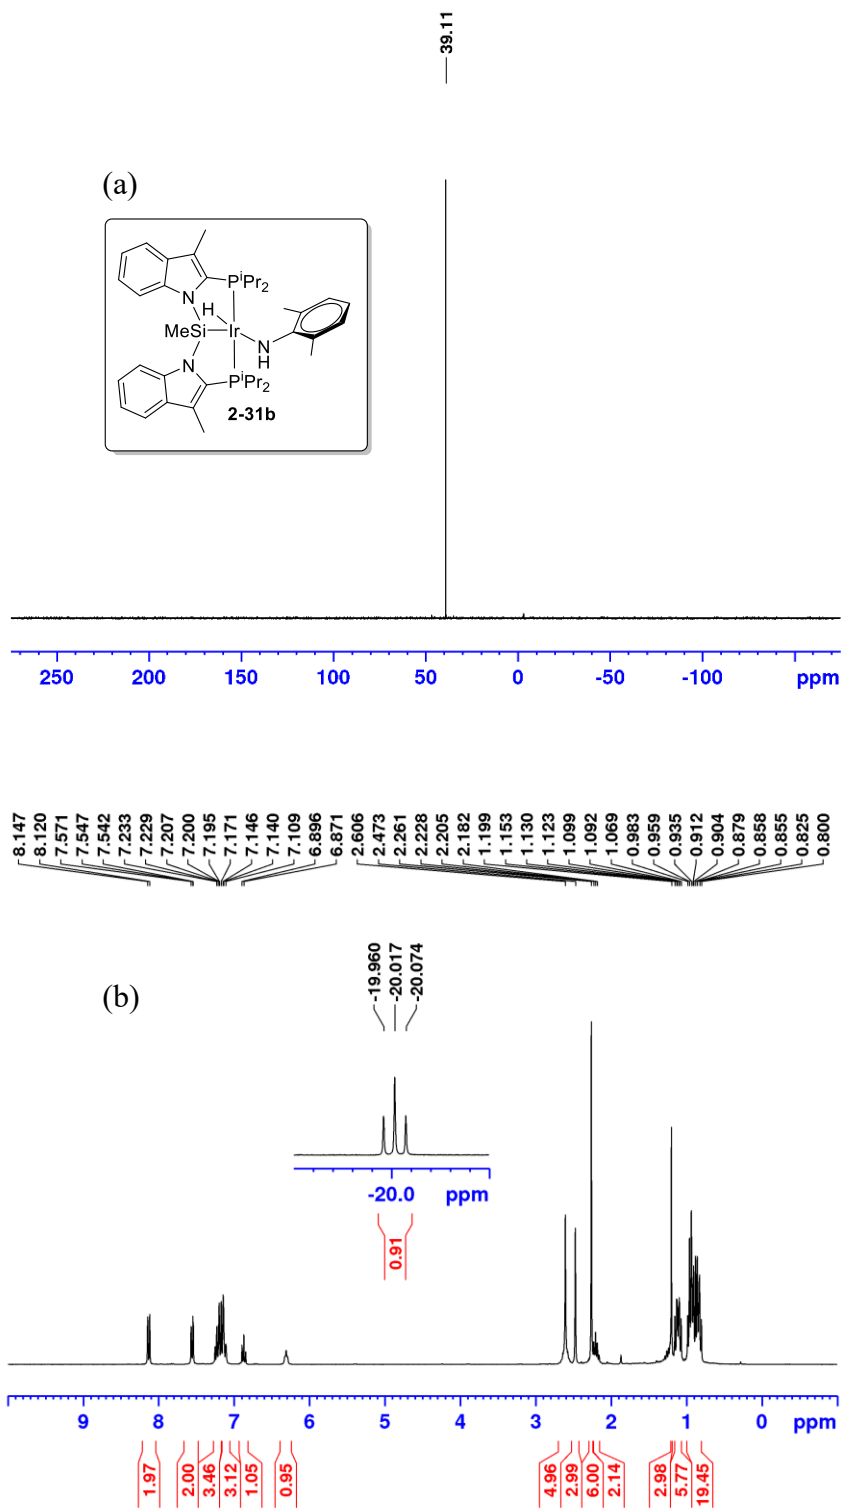 39.11
(a)
PⁱPr₂
N
H
MeSi
Ir
N
H
N
PⁱPr₂
2-31b
250 200 150 100 50 0 -50 -100 ppm
8.147 8.120 7.571 7.547 7.542 7.233 7.229 7.207 7.200 7.195 7.171 7.146 7.140 7.109 6.896 6.871 2.606 2.473 2.261 2.228 2.205 2.182 1.199 1.153 1.130 1.123 1.099 1.092 1.069 0.983 0.959 0.935 0.912 0.904 0.879 0.858 0.855 0.825 0.800
(b)
-19.960 -20.017 -20.074
-20.0 ppm
0.91
9 8 7 6 5 4 3 2 1 0 ppm
1.97 2.00 3.46 3.12 1.05 0.95 4.96 2.99 6.00 2.14 2.98 5.77 19.45